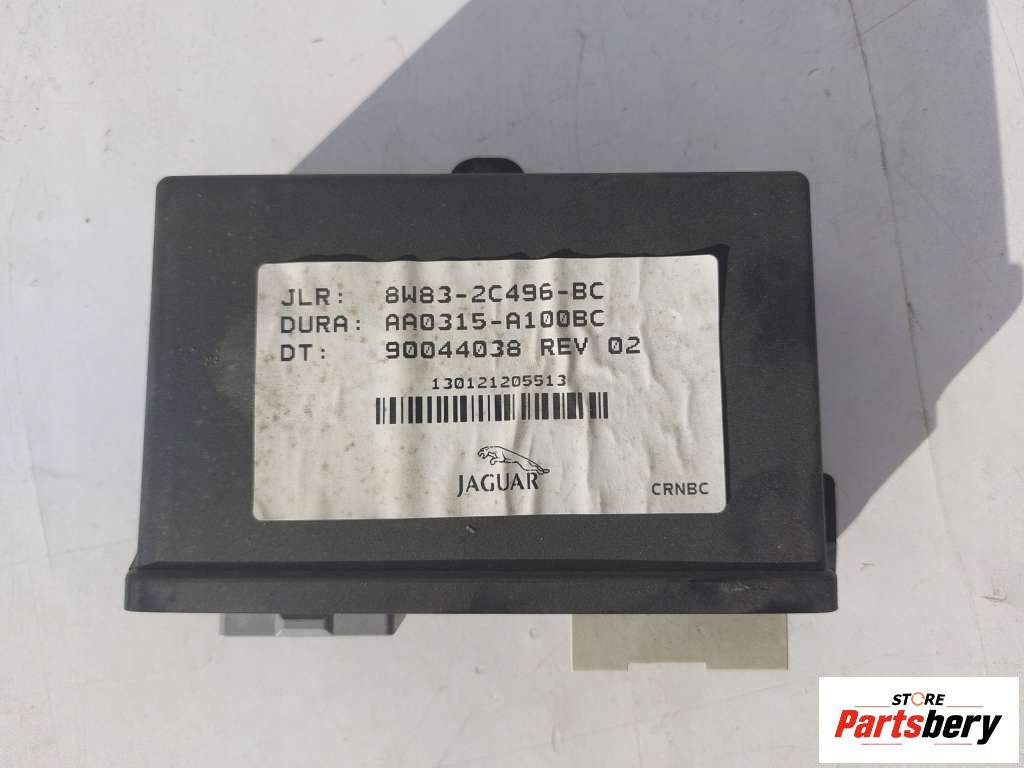 JLR: 8W83-2C496-BC
DURA: AA0315-A100BC
DT: 90044038 REV 02
130121205513
JAGUAR
CRNBC
STORE
Partsbery